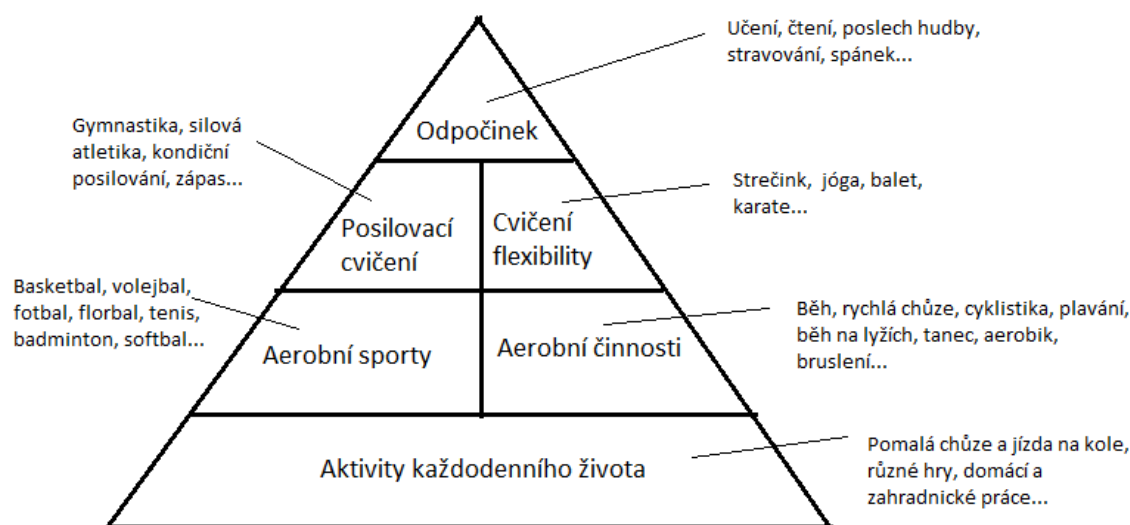 Učení, čtení, poslech hudby,
stravování, spánek...
Odpočinek
Gymnastika, silová
atletika, kondiční
posilování, zápas...
Strečink, jóga, balet,
karate...
Posilovací
cvičení
Cvičení
flexibility
Basketbal, volejbal,
fotbal, florbal, tenis,
badminton, softbal...
Běh, rychlá chůze, cyklistika, plavání,
běh na lyžích, tanec, aerobik,
bruslení...
Aerobní sporty
Aerobní činnosti
Aktivity každodenního života
Pomalá chůze a jízda na kole,
různé hry, domácí a
zahradnické práce...